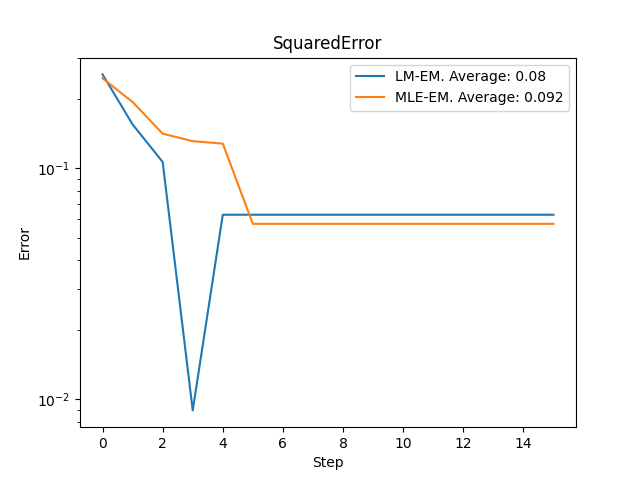 SquaredError
LM-EM. Average: 0.08
MLE-EM. Average: 0.092
10^{-1}
10^{-2}
Error
0 2 4 6 8 10 12 14
Step